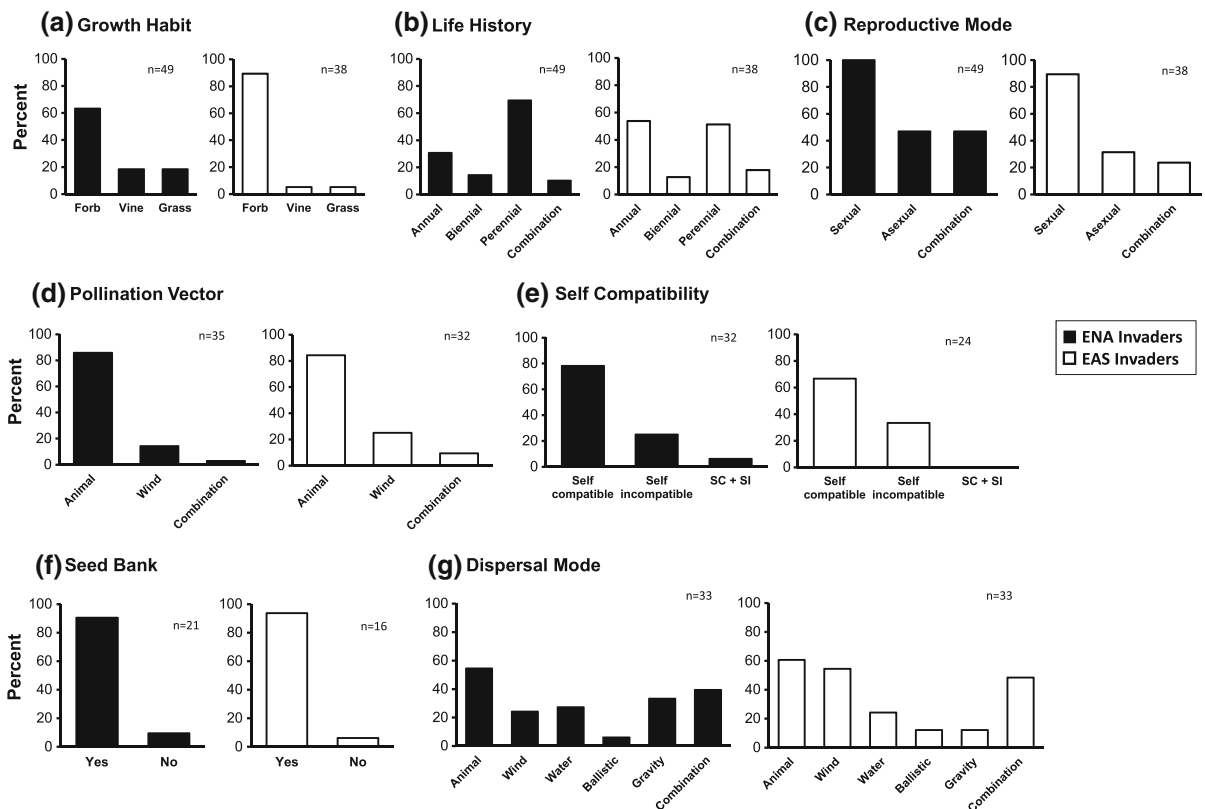 (a) Growth Habit
(b) Life History
(c) Reproductive Mode
Percent
100
80
60
40
20
0
n=49
Forb Vine Grass
100
80
60
40
20
0
n=38
Forb Vine Grass
100
80
60
40
20
0
n=49
Annual Biennial Perennial Combination
100
80
60
40
20
0
n=38
Annual Biennial Perennial Combination
100
80
60
40
20
0
n=49
Sexual Asexual Combination
100
80
60
40
20
0
n=38
Sexual Asexual Combination
(d) Pollination Vector
(e) Self Compatibility
Percent
100
80
60
40
20
0
n=35
Animal Wind Combination
100
80
60
40
20
0
n=32
Animal Wind Combination
100
80
60
40
20
0
n=32
Self compatible
Self incompatible
SC + SI
100
80
60
40
20
0
n=24
Self compatible
Self incompatible
SC + SI
ENA Invaders
EAS Invaders
(f) Seed Bank
(g) Dispersal Mode
Percent
100
80
60
40
20
0
n=21
Yes No
100
80
60
40
20
0
n=16
Yes No
100
80
60
40
20
0
n=33
Animal Wind Water Ballistic Gravity Combination
100
80
60
40
20
0
n=33
Animal Wind Water Ballistic Gravity Combination